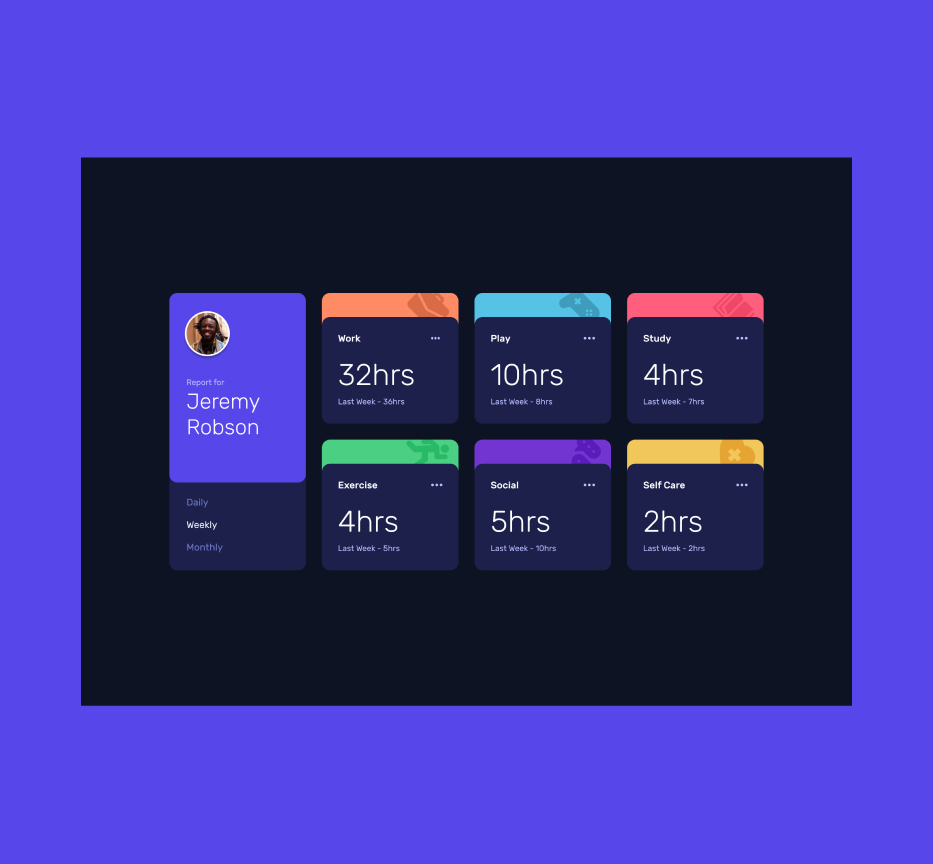 Report for
Jeremy
Robson
Daily
Weekly
Monthly
Work
32hrs
Last Week - 36hrs
Play
10hrs
Last Week - 8hrs
Study
4hrs
Last Week - 7hrs
Exercise
4hrs
Last Week - 5hrs
Social
5hrs
Last Week - 10hrs
Self Care
2hrs
Last Week - 2hrs